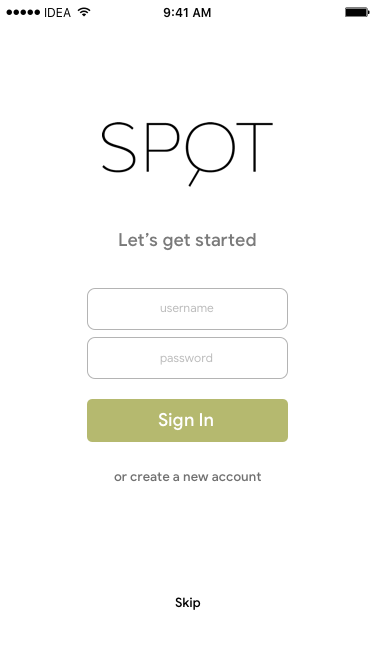 IDEA 9:41 AM
SPOT
Let's get started
username
password
Sign In
or create a new account
Skip